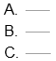 A. ——
B. ——
C. ——